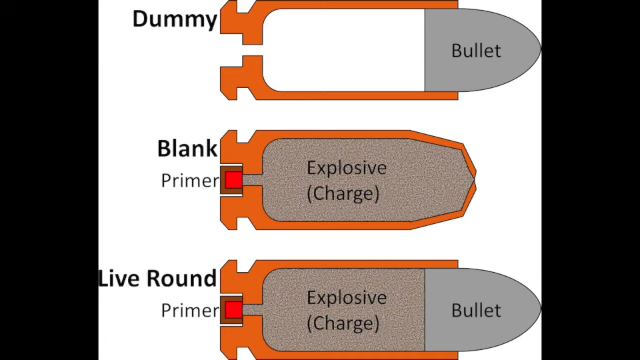 Dummy
Bullet
Blank
Primer
Explosive
(Charge)
Live Round
Primer
Explosive
(Charge)
Bullet